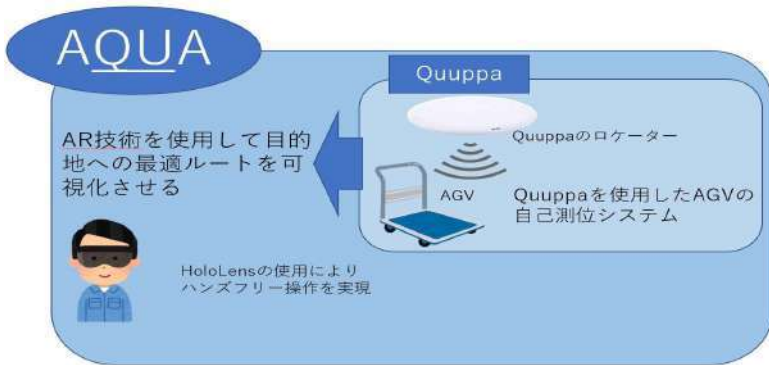 AQUA
Quuppa
Quuppaのロケーター
AR技術を使用して目的
地への最適ルートを可
視化させる
AGV
Quuppaを使用したAGVの
自己測位システム
HoloLensの使用により
ハンズフリー操作を実現